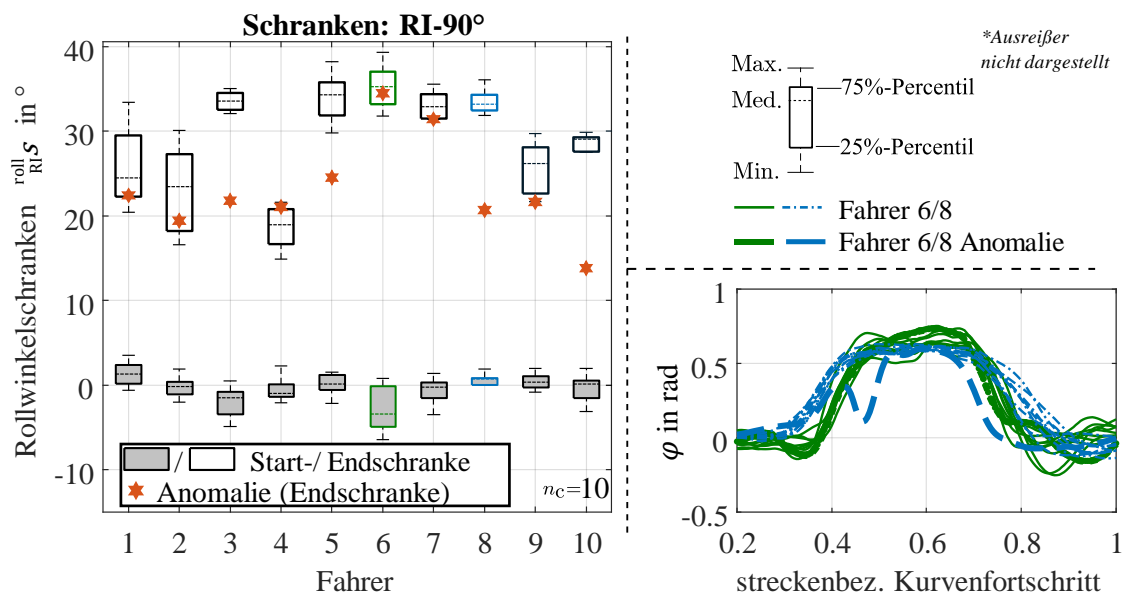 Schranken: RI-90°
Rollwinkelschranken roll RI s in °
40
30
20
10
0
-10
/ Start-/ Endschranke
Anomalie (Endschranke)
n_c=10
1 2 3 4 5 6 7 8 9 10
Fahrer
*Ausreißer
nicht dargestellt
Max.
75%-Percentil
Med.
25%-Percentil
Min.
Fahrer 6/8
Fahrer 6/8 Anomalie
φ in rad
1
0.5
0
-0.5
0.2 0.4 0.6 0.8 1
streckenbez. Kurvenfortschritt